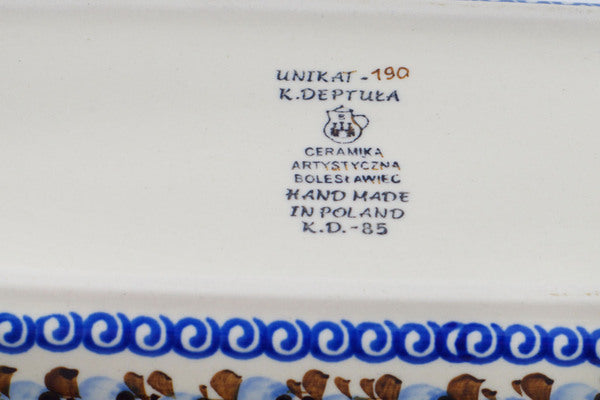 UNIKAT - 190
K. DEPTUŁA
CERAMIKA
ARTYSTYCZNA
BOLESŁAWIEC
HAND MADE
IN POLAND
K.D. - 85